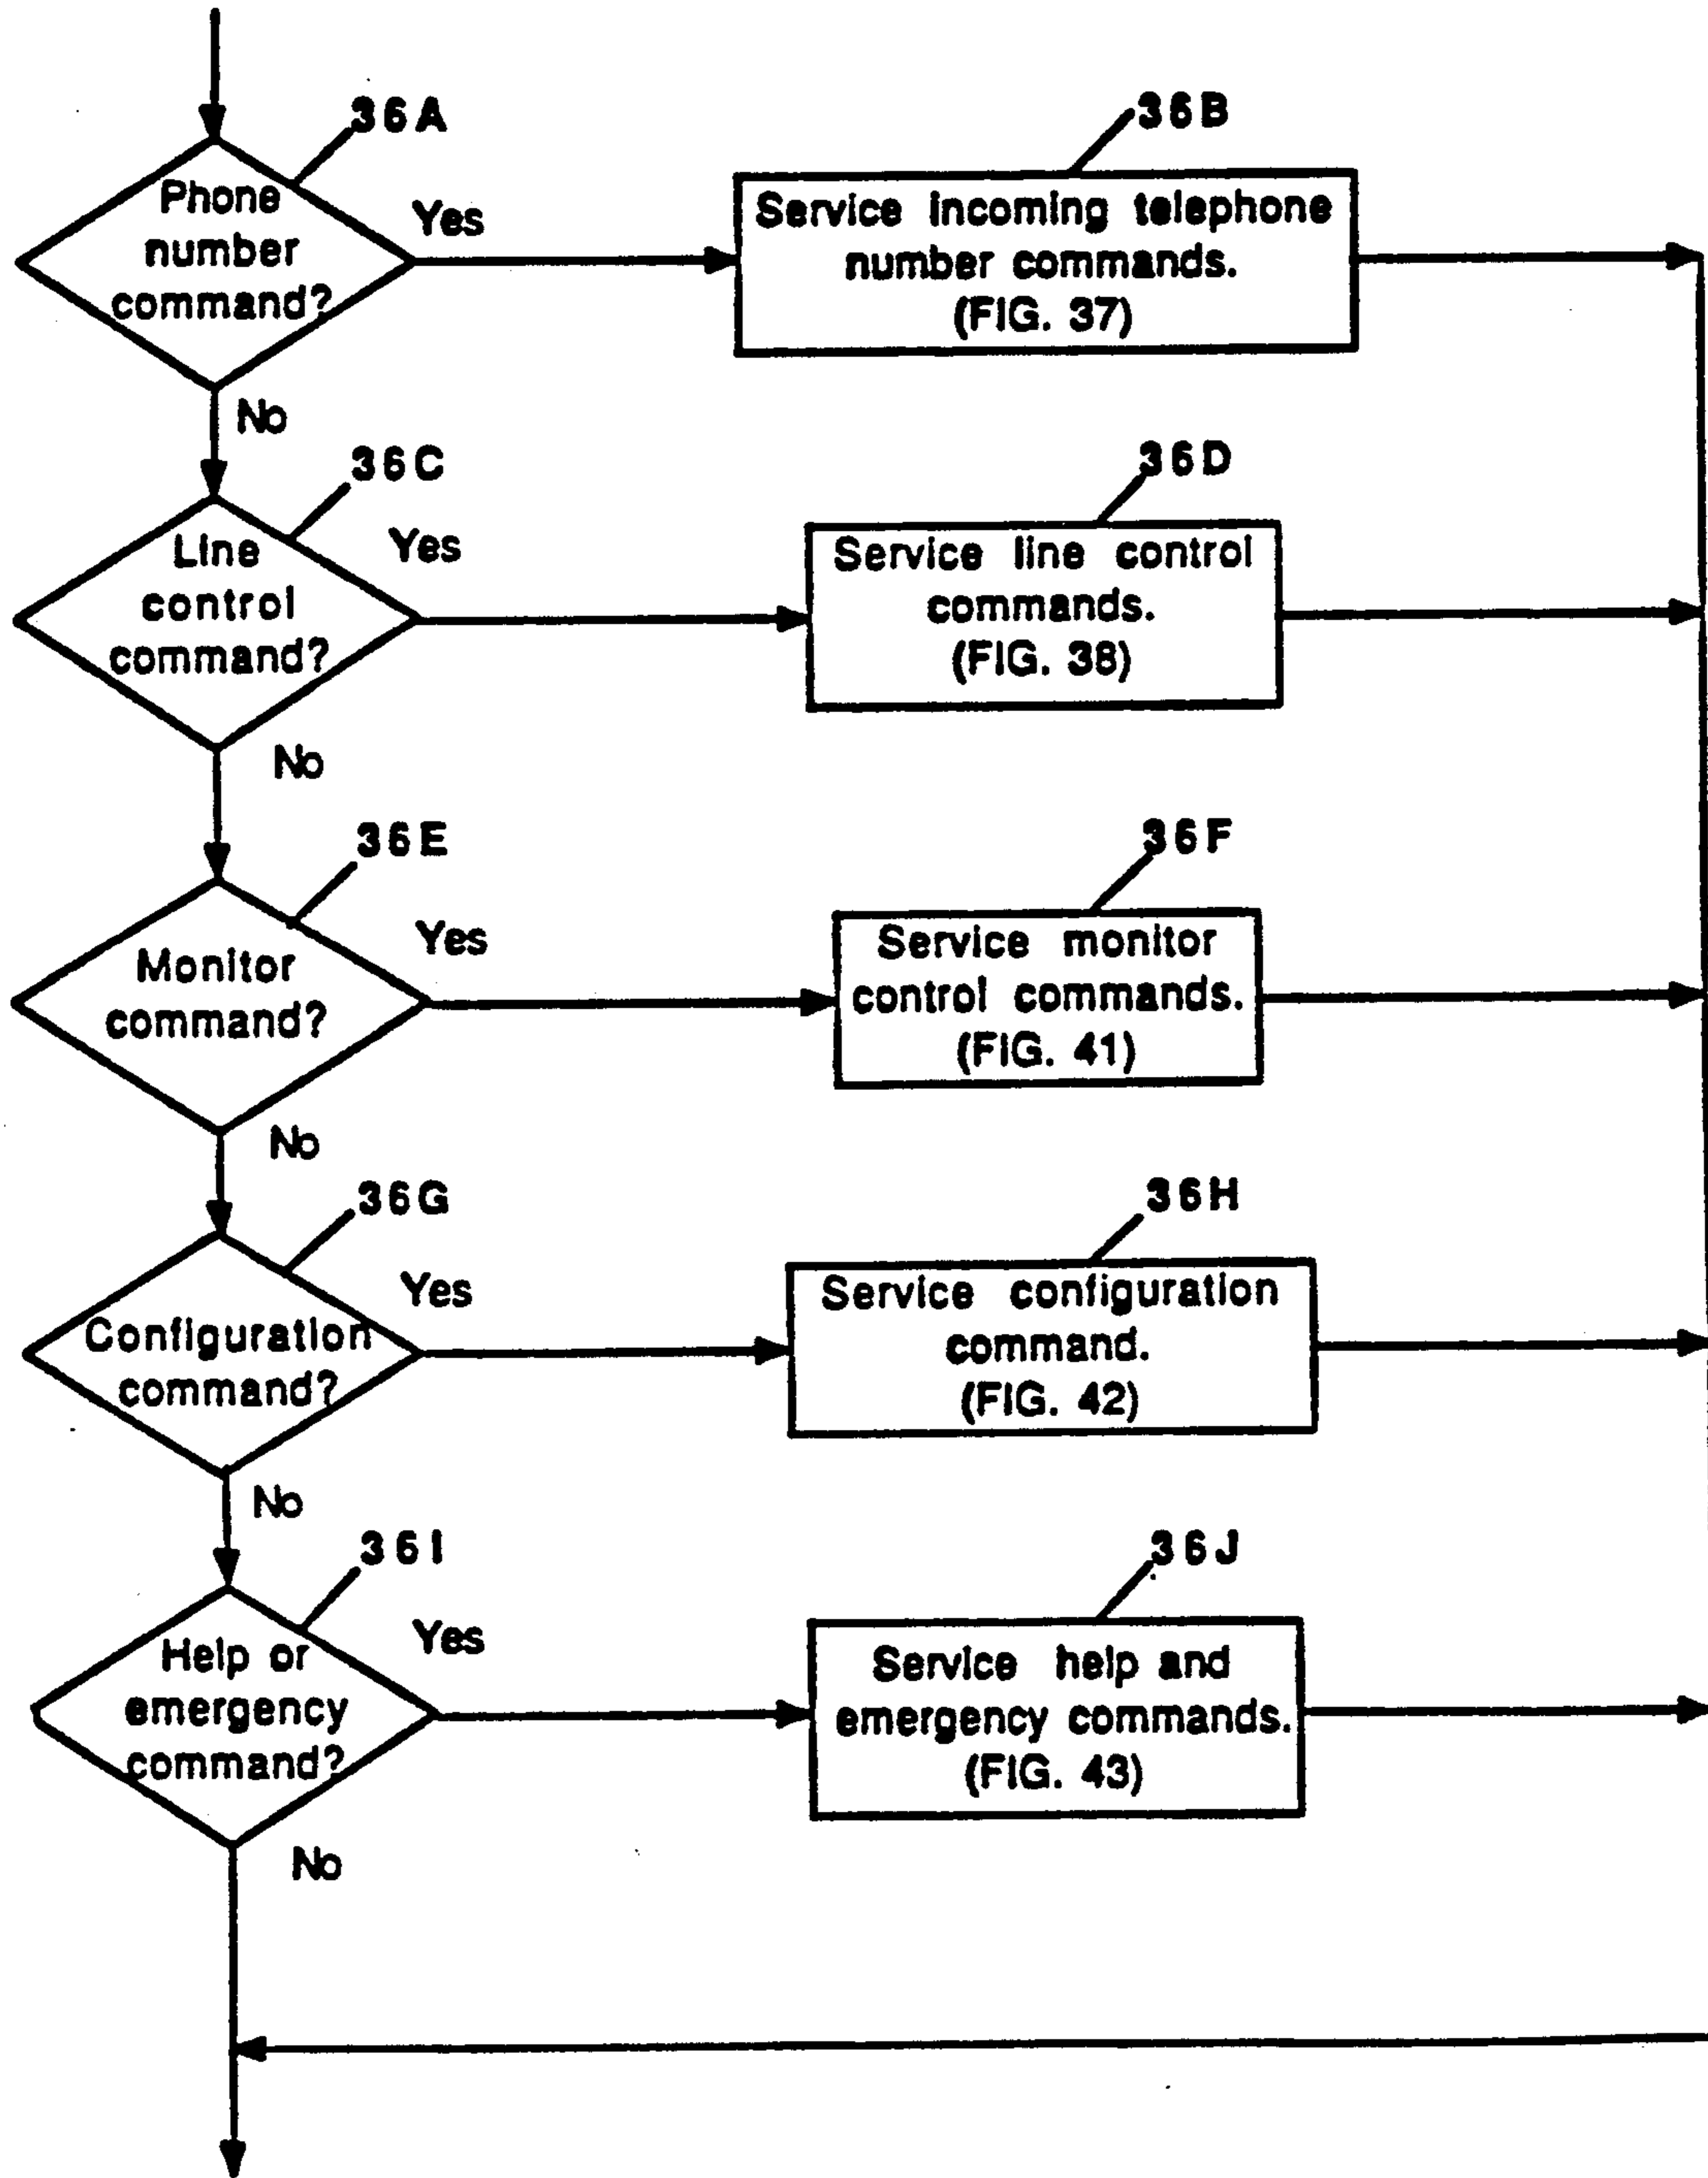 36A
Phone
number
command?
Yes
36B
Service incoming telephone
number commands.
(FIG. 37)
No
36C
Line
control
command?
Yes
36D
Service line control
commands.
(FIG. 38)
No
36E
Monitor
command?
Yes
36F
Service monitor
control commands.
(FIG. 41)
No
36G
Configuration
command?
Yes
36H
Service configuration
command.
(FIG. 42)
No
36I
Help or
emergency
command?
Yes
36J
Service help and
emergency commands.
(FIG. 43)
No